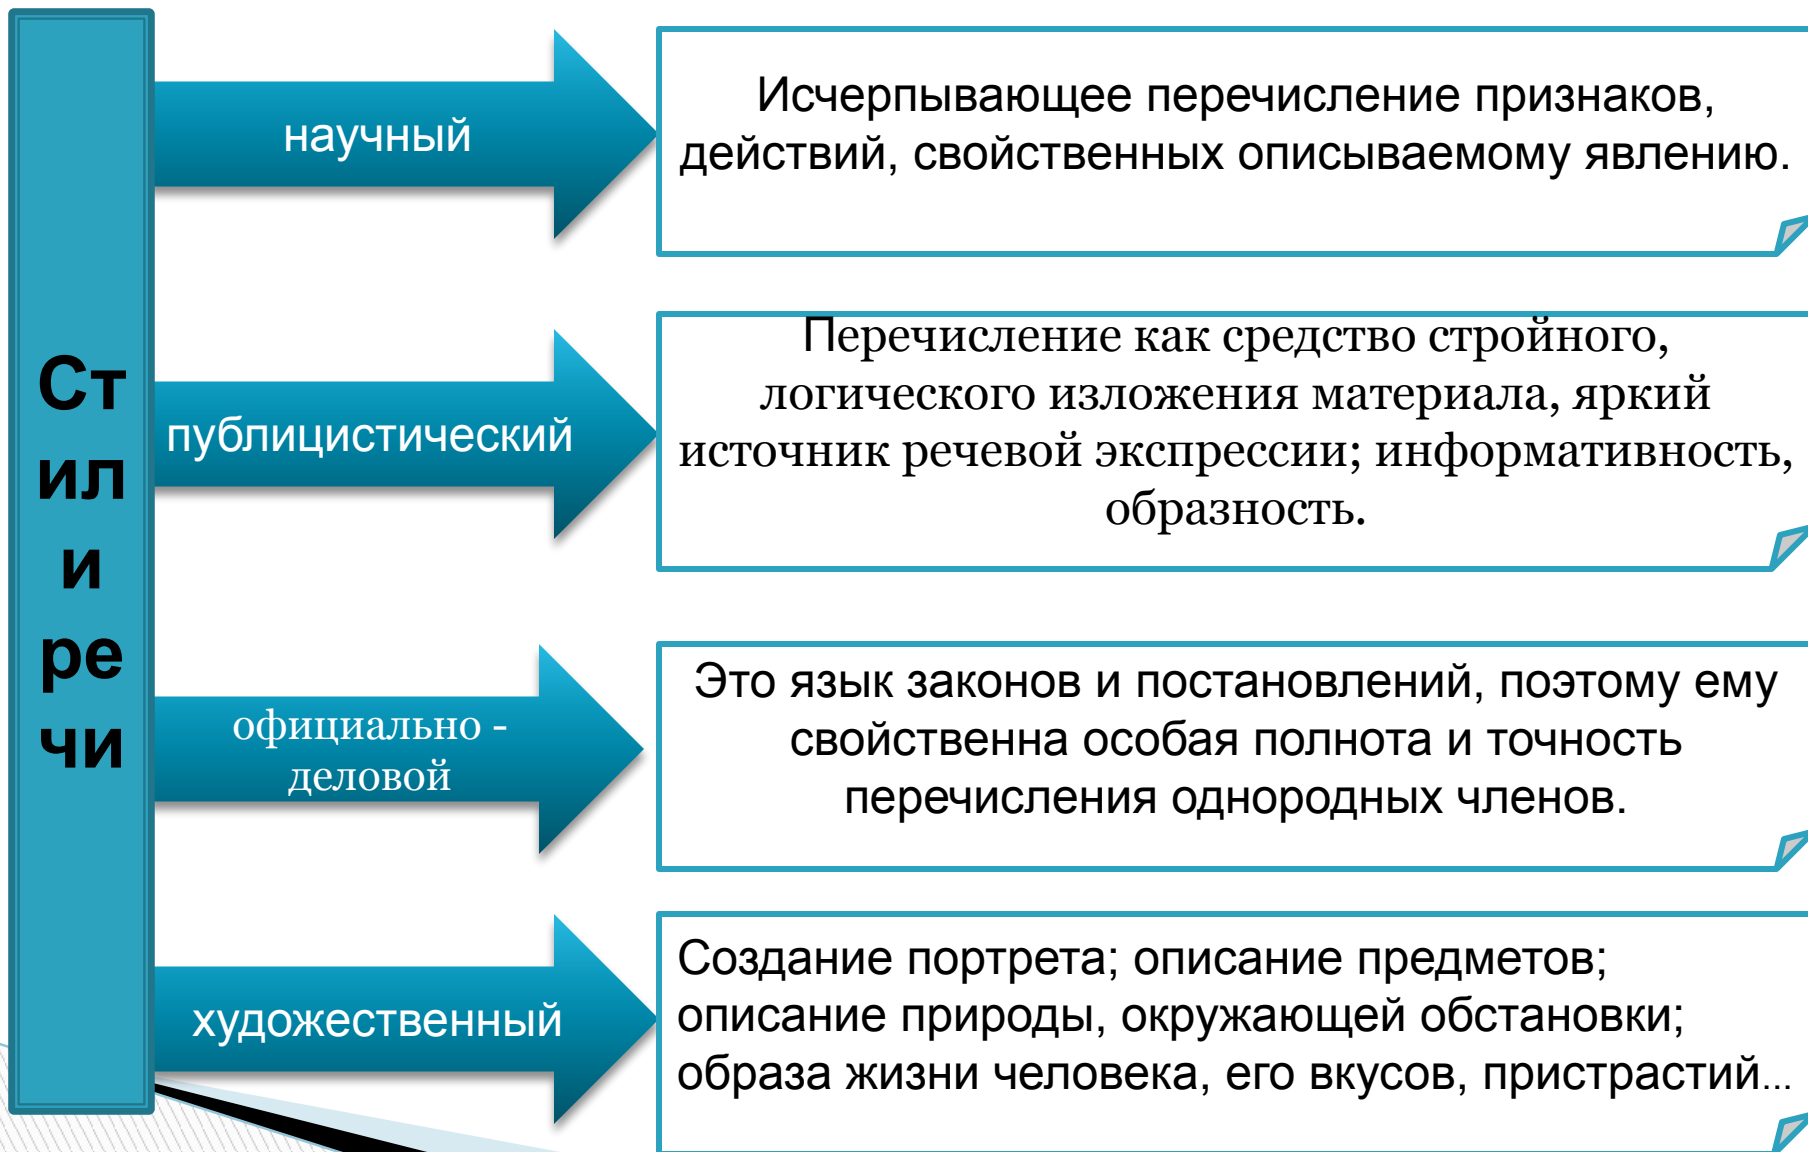 Ст
ил
и
ре
чи
научный
Исчерпывающее перечисление признаков,
действий, свойственных описываемому явлению.
публицистический
Перечисление как средство стройного,
логического изложения материала, яркий
источник речевой экспрессии; информативность,
образность.
официально -
деловой
Это язык законов и постановлений, поэтому ему
свойственна особая полнота и точность
перечисления однородных членов.
художественный
Создание портрета; описание предметов;
описание природы, окружающей обстановки;
образа жизни человека, его вкусов, пристрастий...